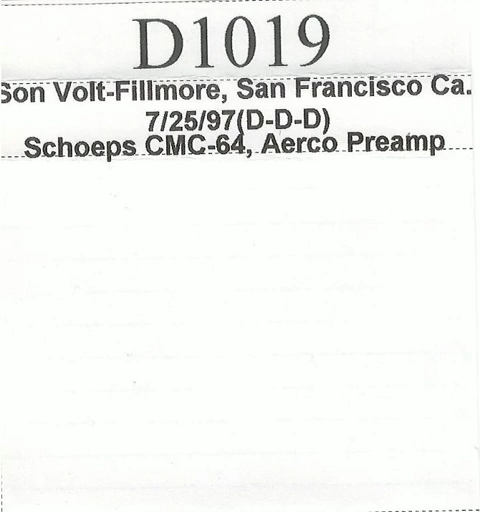 D1019
Son Volt-Fillmore, San Francisco Ca.
7/25/97(D-D-D)
Schoeps CMC-64, Aerco Preamp